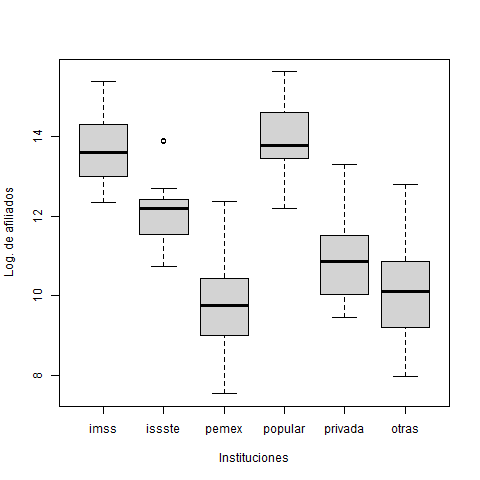 Log. de afiliados
14
12
10
8
imss issste pemex popular privada otras
Instituciones